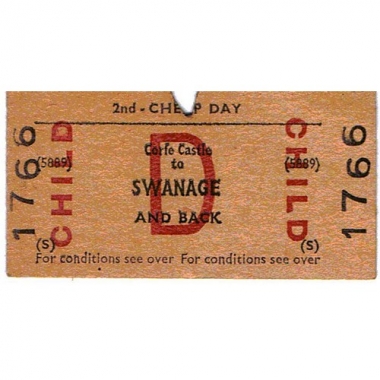 2nd - CHEAP DAY
1766 CHILD D CHILD 1766
(5889) Corfe Castle (5889)
to
SWANAGE
AND BACK
(S) (S)
For conditions see over For conditions see over